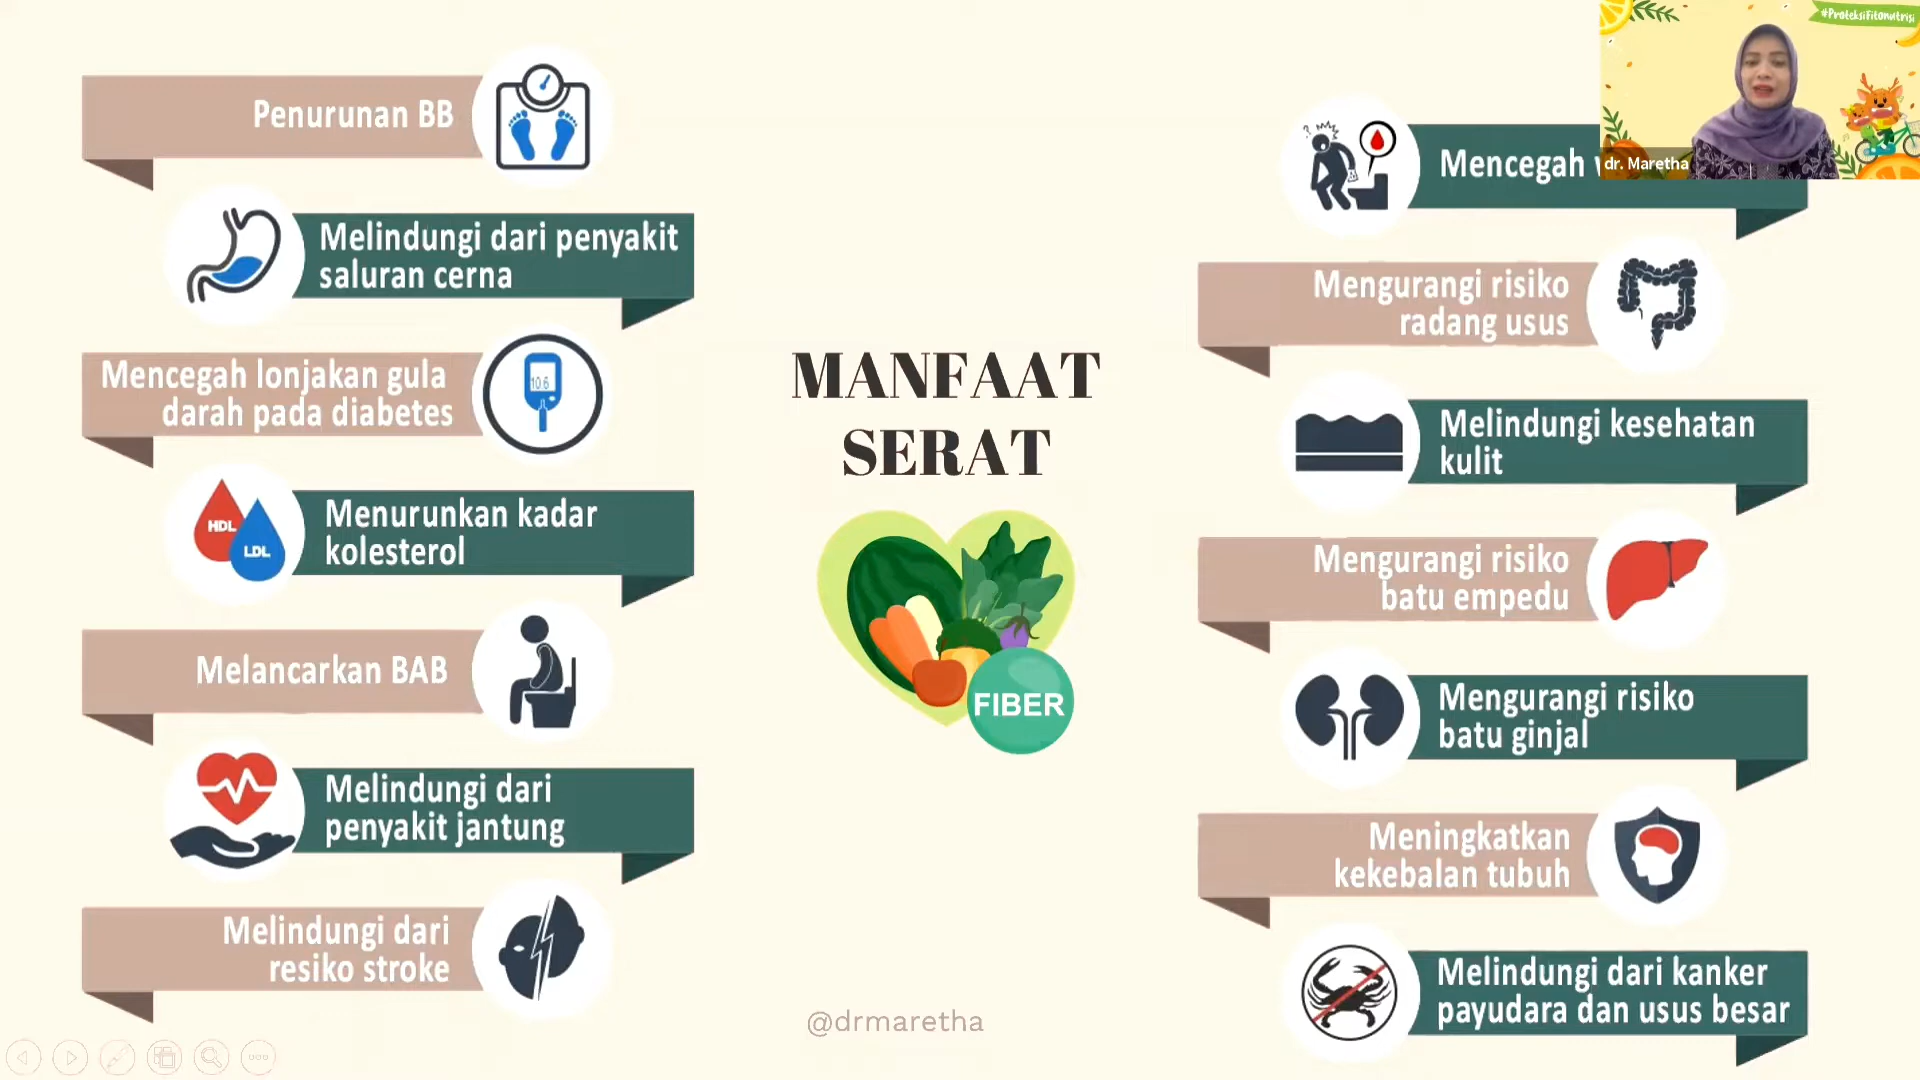 Penurunan BB
Melindungi dari penyakit
saluran cerna
Mencegah lonjakan gula
darah pada diabetes
10.6
HDL
LDL
Menurunkan kadar
kolesterol
Melancarkan BAB
Melindungi dari
penyakit jantung
Melindungi dari
resiko stroke
MANFAAT
SERAT
FIBER
@drmaretha
#ProteksiFitonutrisi
dr. Maretha
Mencegah
Mengurangi risiko
radang usus
Melindungi kesehatan
kulit
Mengurangi risiko
batu empedu
Mengurangi risiko
batu ginjal
Meningkatkan
kekebalan tubuh
Melindungi dari kanker
payudara dan usus besar